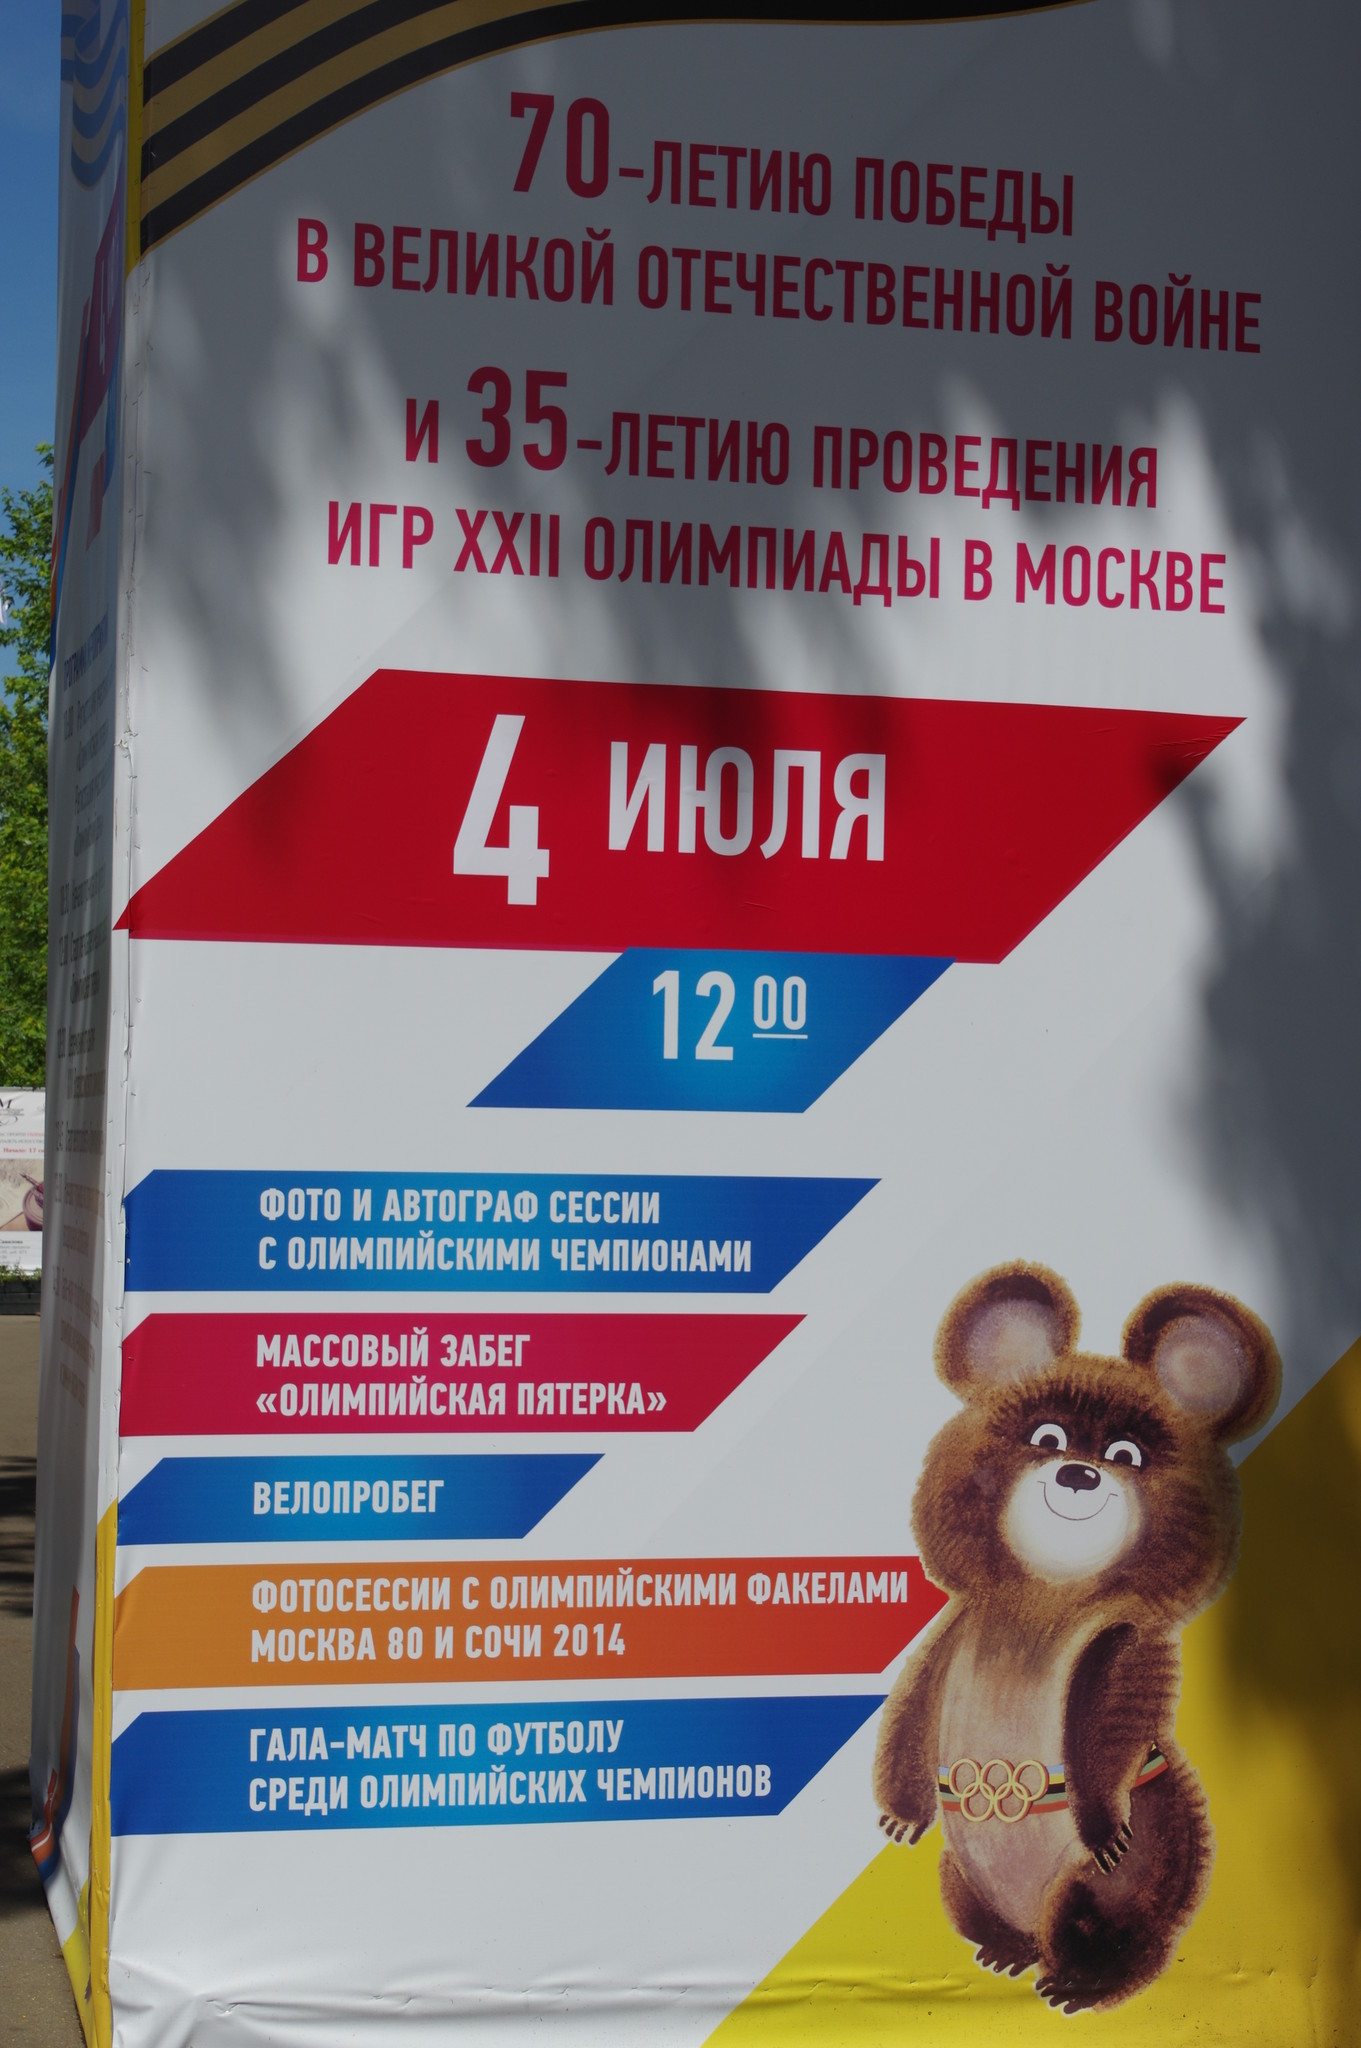 70-ЛЕТИЮ ПОБЕДЫ
В ВЕЛИКОЙ ОТЕЧЕСТВЕННОЙ ВОЙНЕ
И 35-ЛЕТИЮ ПРОВЕДЕНИЯ
ИГР XXII ОЛИМПИАДЫ В МОСКВЕ
4 ИЮЛЯ
12 00
ФОТО И АВТОГРАФ СЕССИИ
С ОЛИМПИЙСКИМИ ЧЕМПИОНАМИ
МАССОВЫЙ ЗАБЕГ
«ОЛИМПИЙСКАЯ ПЯТЕРКА»
ВЕЛОПРОБЕГ
ФОТОСЕССИИ С ОЛИМПИЙСКИМИ ФАКЕЛАМИ
МОСКВА 80 И СОЧИ 2014
ГАЛА-МАТЧ ПО ФУТБОЛУ
СРЕДИ ОЛИМПИЙСКИХ ЧЕМПИОНОВ